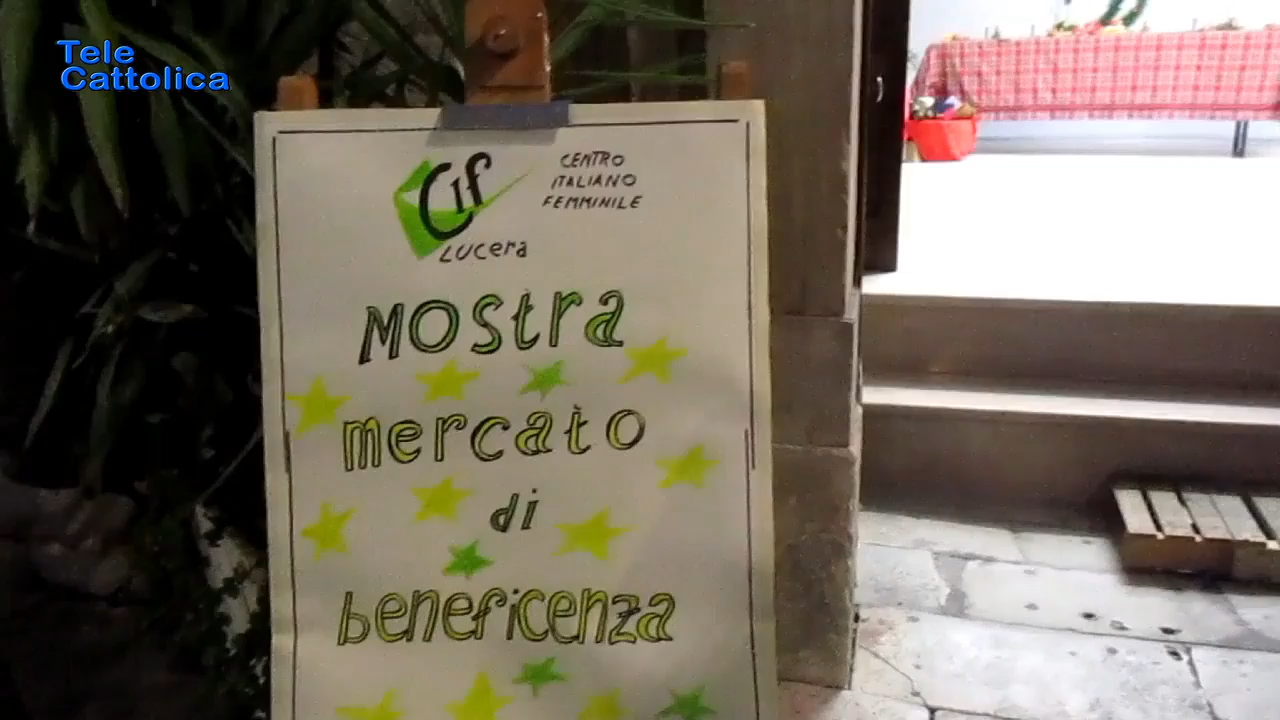 Tele
Cattolica
Cif
CENTRO
ITALIANO
FEMMINILE
LUCera
MOStra
mercato
di
beneficenza